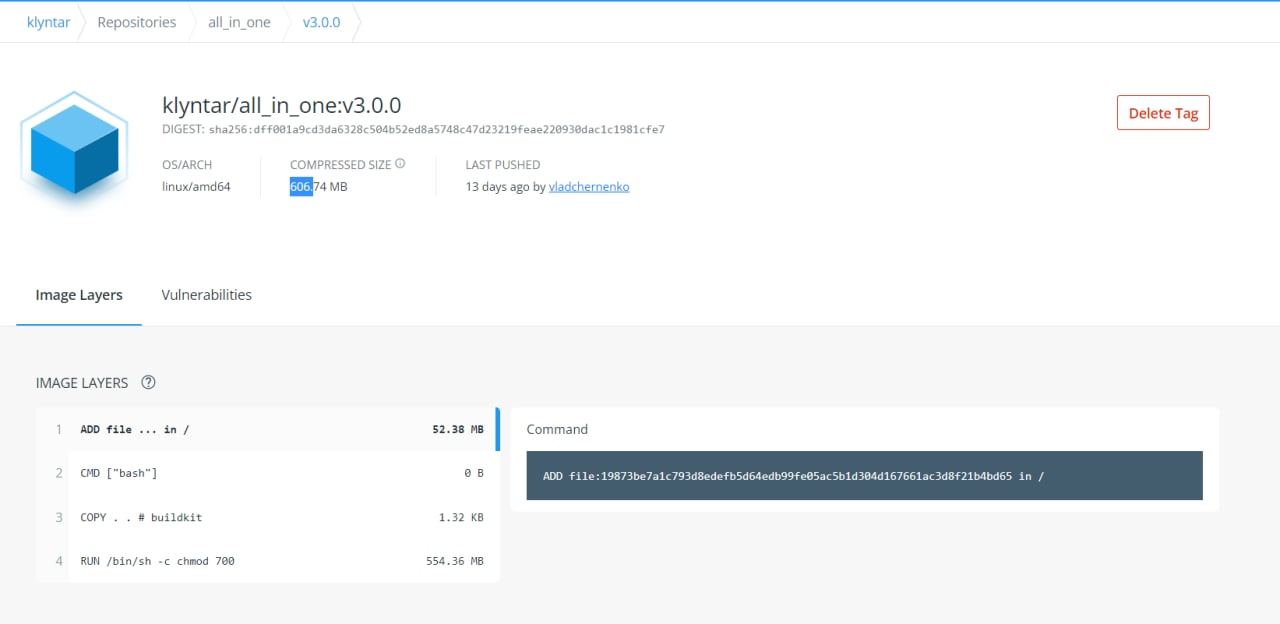 klyntar Repositories all_in_one v3.0.0
klyntar/all_in_one:v3.0.0
DIGEST: sha256:dff001a9cd3da6328c504b52ed8a5748c47d23219feae220930dac1c1981cfe7
Delete Tag
OS/ARCH COMPRESSED SIZE LAST PUSHED
linux/amd64 606.74 MB 13 days ago by vladchernenko
Image Layers Vulnerabilities
IMAGE LAYERS ?
1 ADD file ... in / 52.38 MB
2 CMD ["bash"] 0 B
3 COPY . . # buildkit 1.32 KB
4 RUN /bin/sh -c chmod 700 554.36 MB
Command
ADD file:19873be7a1c793d8edefb5d64edb99fe05ac5b1d304d167661ac3d8f21b4bd65 in /